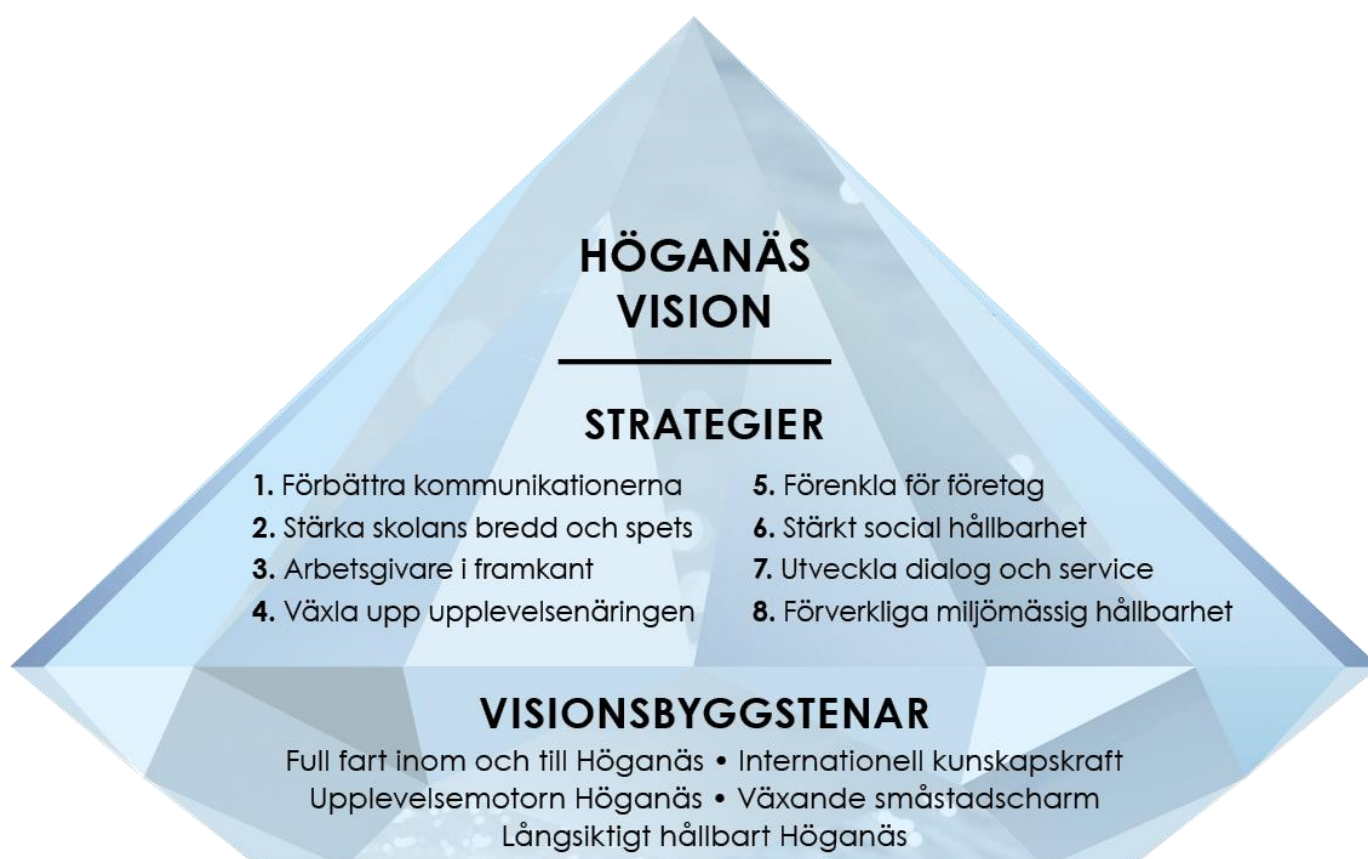 HÖGANÄS
VISION
STRATEGIER
1. Förbättra kommunikationerna
2. Stärka skolans bredd och spets
3. Arbetsgivare i framkant
4. Växla upp upplevelsenäringen
5. Förenkla för företag
6. Stärkt social hållbarhet
7. Utveckla dialog och service
8. Förverkliga miljömässig hållbarhet
VISIONSBYGGSTENAR
Full fart inom och till Höganäs • Internationell kunskapskraft
Upplevelsemotorn Höganäs • Växande småstadscharm
Långsiktigt hållbart Höganäs